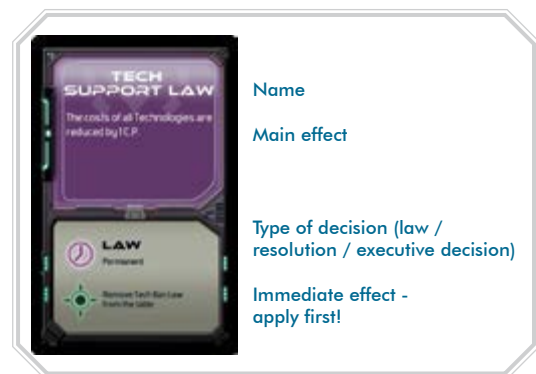 TECH
SUPPORT LAW
The costs of all Technologies are
reduced by 1 C.P.
LAW
Permanent
Remove Tech Ban Law
from the table
Name
Main effect
Type of decision (law /
resolution / executive decision)
Immediate effect -
apply first!